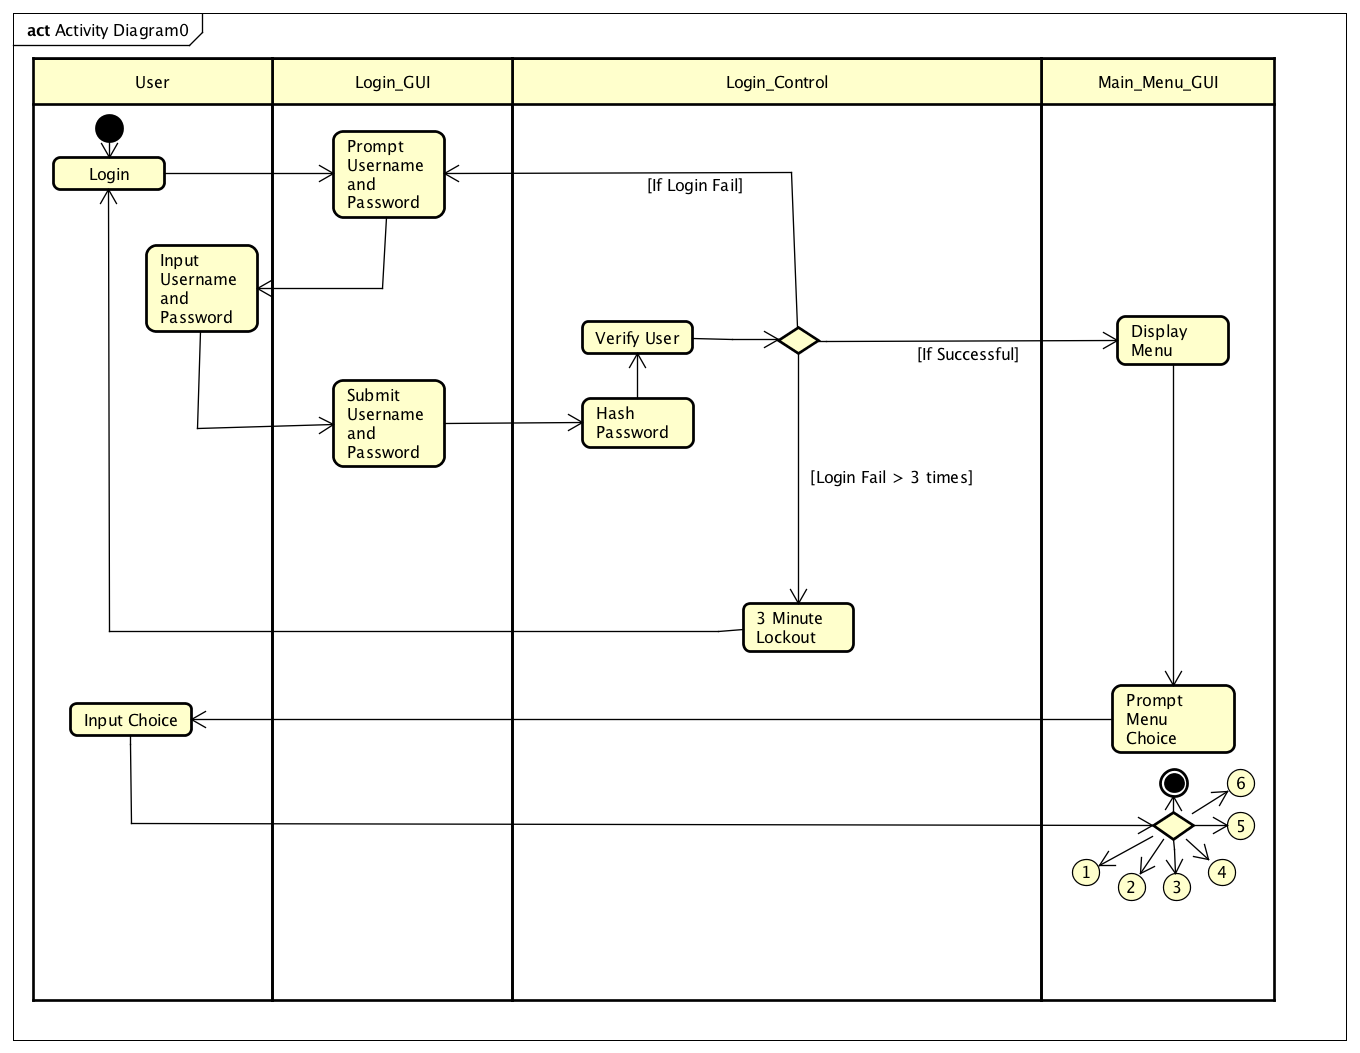 act Activity Diagram0
User
Login_GUI
Login_Control
Main_Menu_GUI
Login
Prompt
Username
and
Password
[If Login Fail]
Input
Username
and
Password
Verify User
[If Successful]
Display
Menu
Submit
Username
and
Password
Hash
Password
[Login Fail > 3 times]
3 Minute
Lockout
Input Choice
Prompt
Menu
Choice
6
5
1
2
3
4